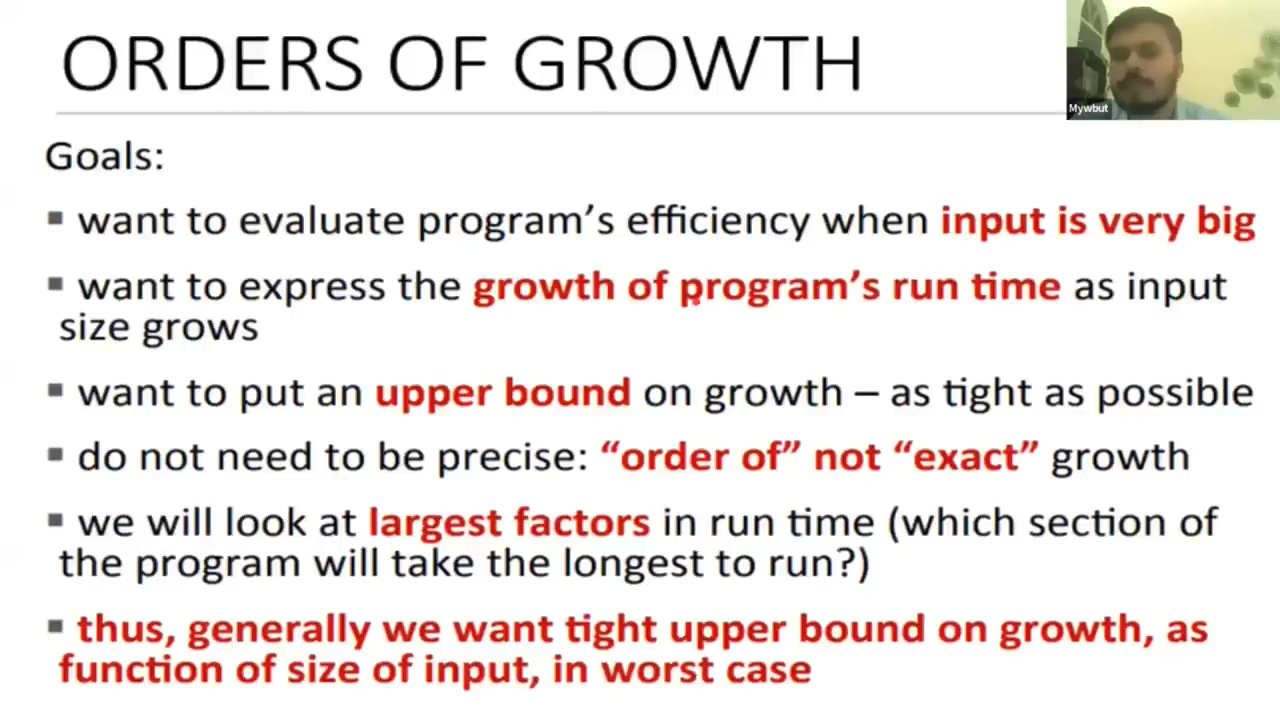 ORDERS OF GROWTH
Mywbut
Goals:
▪ want to evaluate program’s efficiency when input is very big
▪ want to express the growth of program’s run time as input
size grows
▪ want to put an upper bound on growth – as tight as possible
▪ do not need to be precise: “order of” not “exact” growth
▪ we will look at largest factors in run time (which section of
the program will take the longest to run?)
▪ thus, generally we want tight upper bound on growth, as
function of size of input, in worst case